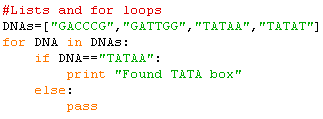 #Lists and for loops
DNAs=["GACCCG","GATTGG","TATAA","TATAT"]
for DNA in DNAs:
    if DNA=="TATAA":
        print "Found TATA box"
    else:
        pass